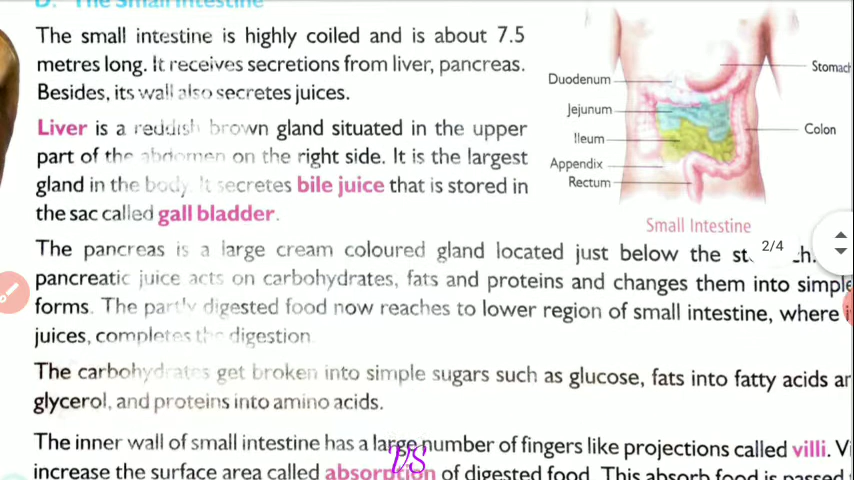 D. The Small Intestine
The small intestine is highly coiled and is about 7.5
metres long. It receives secretions from liver, pancreas.
Besides, its wall also secretes juices.
Liver is a reddish brown gland situated in the upper
part of the abdomen on the right side. It is the largest
gland in the body. It secretes bile juice that is stored in
the sac called gall bladder.
Duodenum
Jejunum
Ileum
Appendix
Rectum
Stomach
Colon
Small Intestine
2/4
The pancreas is a large cream coloured gland located just below the
pancreatic juice acts on carbohydrates, fats and proteins and changes them into simple
forms. The partly digested food now reaches to lower region of small intestine, where
juices, completes the digestion
The carbohydrates get broken into simple sugars such as glucose, fats into fatty acids
glycerol, and proteins into amino acids.
The inner wall of small intestine has a large number of fingers like projections called villi.
increase the surface area called absorption of digested food. This absorb food is passed
VS